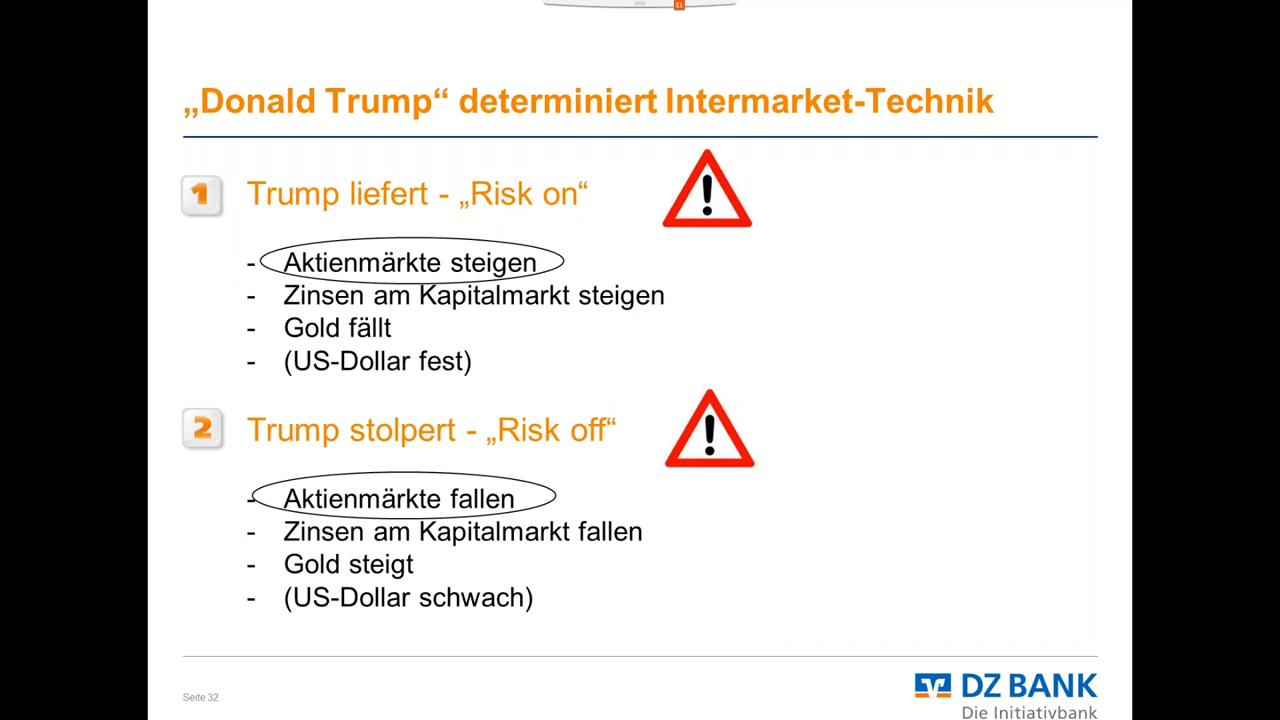 11
„Donald Trump“ determiniert Intermarket-Technik
1 Trump liefert - „Risk on“
- Aktienmärkte steigen
- Zinsen am Kapitalmarkt steigen
- Gold fällt
- (US-Dollar fest)
2 Trump stolpert - „Risk off“
- Aktienmärkte fallen
- Zinsen am Kapitalmarkt fallen
- Gold steigt
- (US-Dollar schwach)
Seite 32
DZ BANK
Die Initiativbank